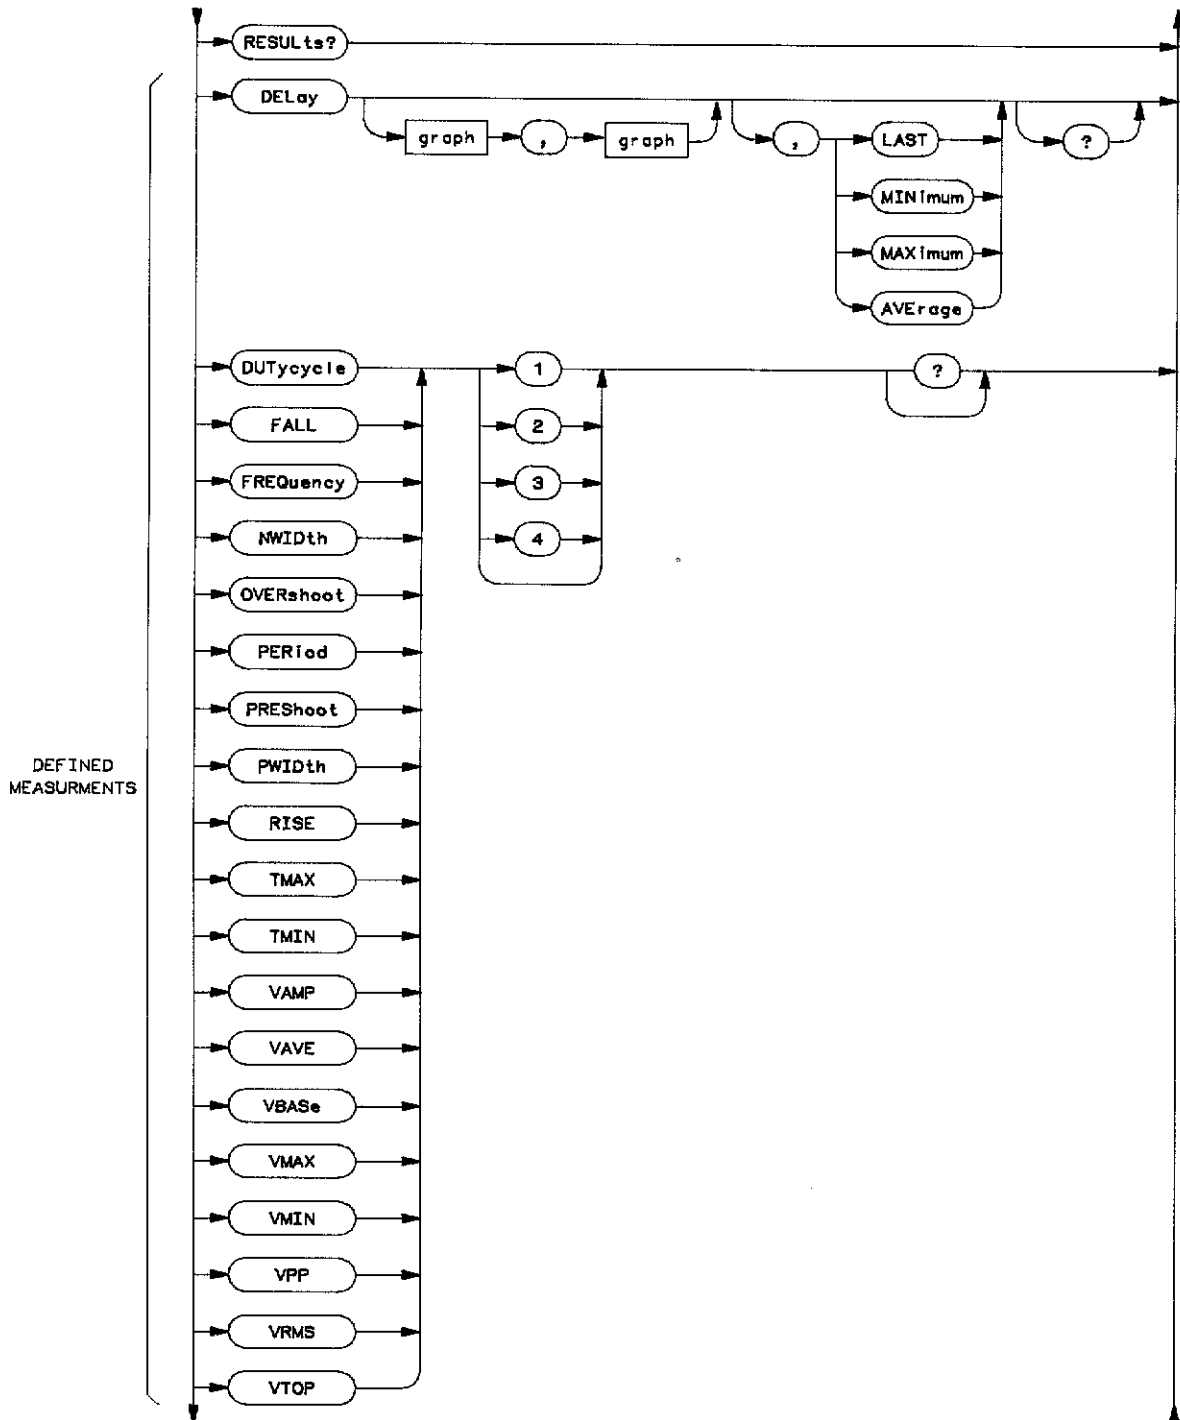 RESULts?
DELay
graph , graph , LAST ?
MINimum
MAXimum
AVErage
DUTycycle 1 ?
FALL 2
FREQuency 3
NWIDth 4
OVERshoot
PERiod
PREShoot
DEFINED
MEASURMENTS
PWIDth
RISE
TMAX
TMIN
VAMP
VAVE
VBASe
VMAX
VMIN
VPP
VRMS
VTOP